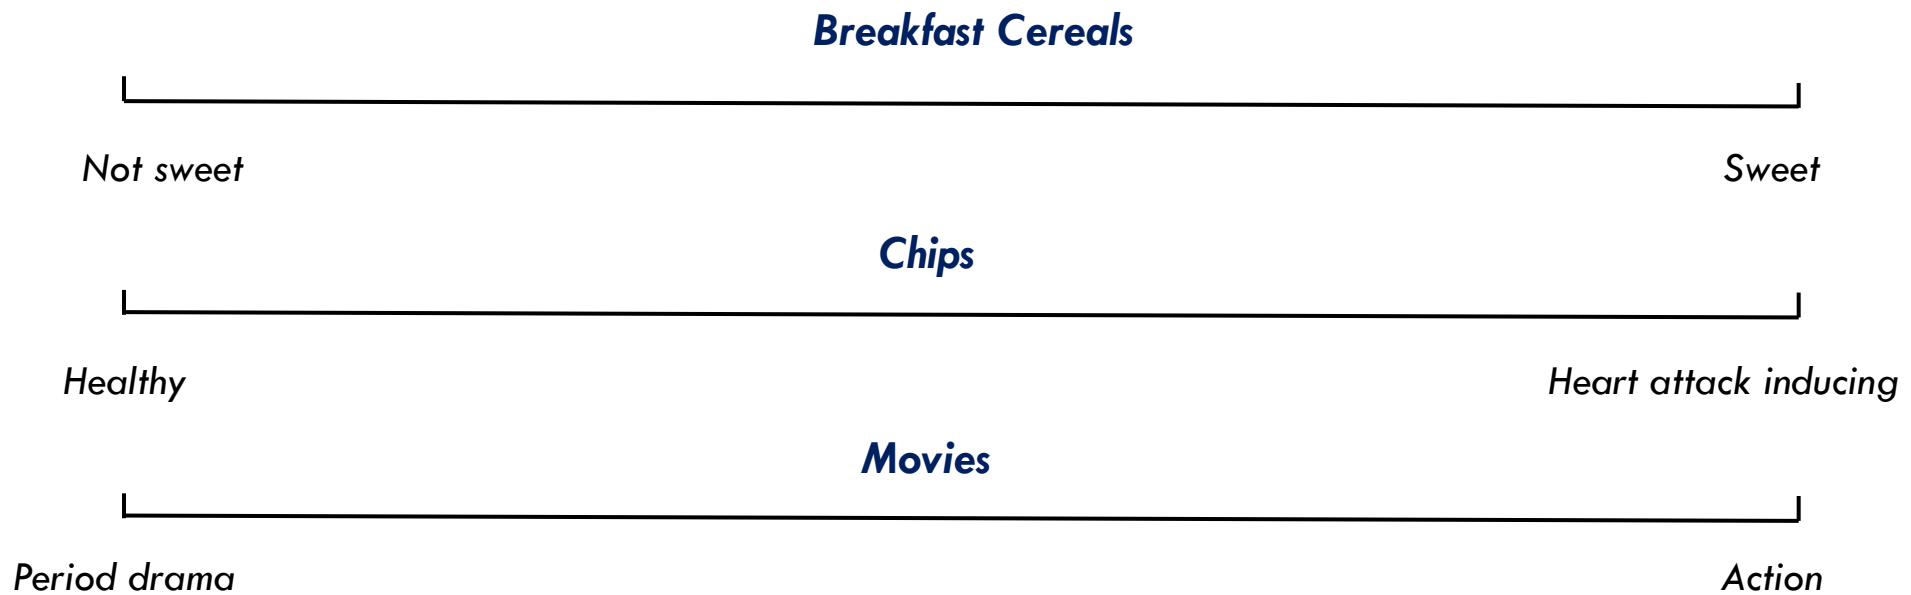 Breakfast Cereals
Not sweet
Sweet
Chips
Healthy
Heart attack inducing
Movies
Period drama
Action